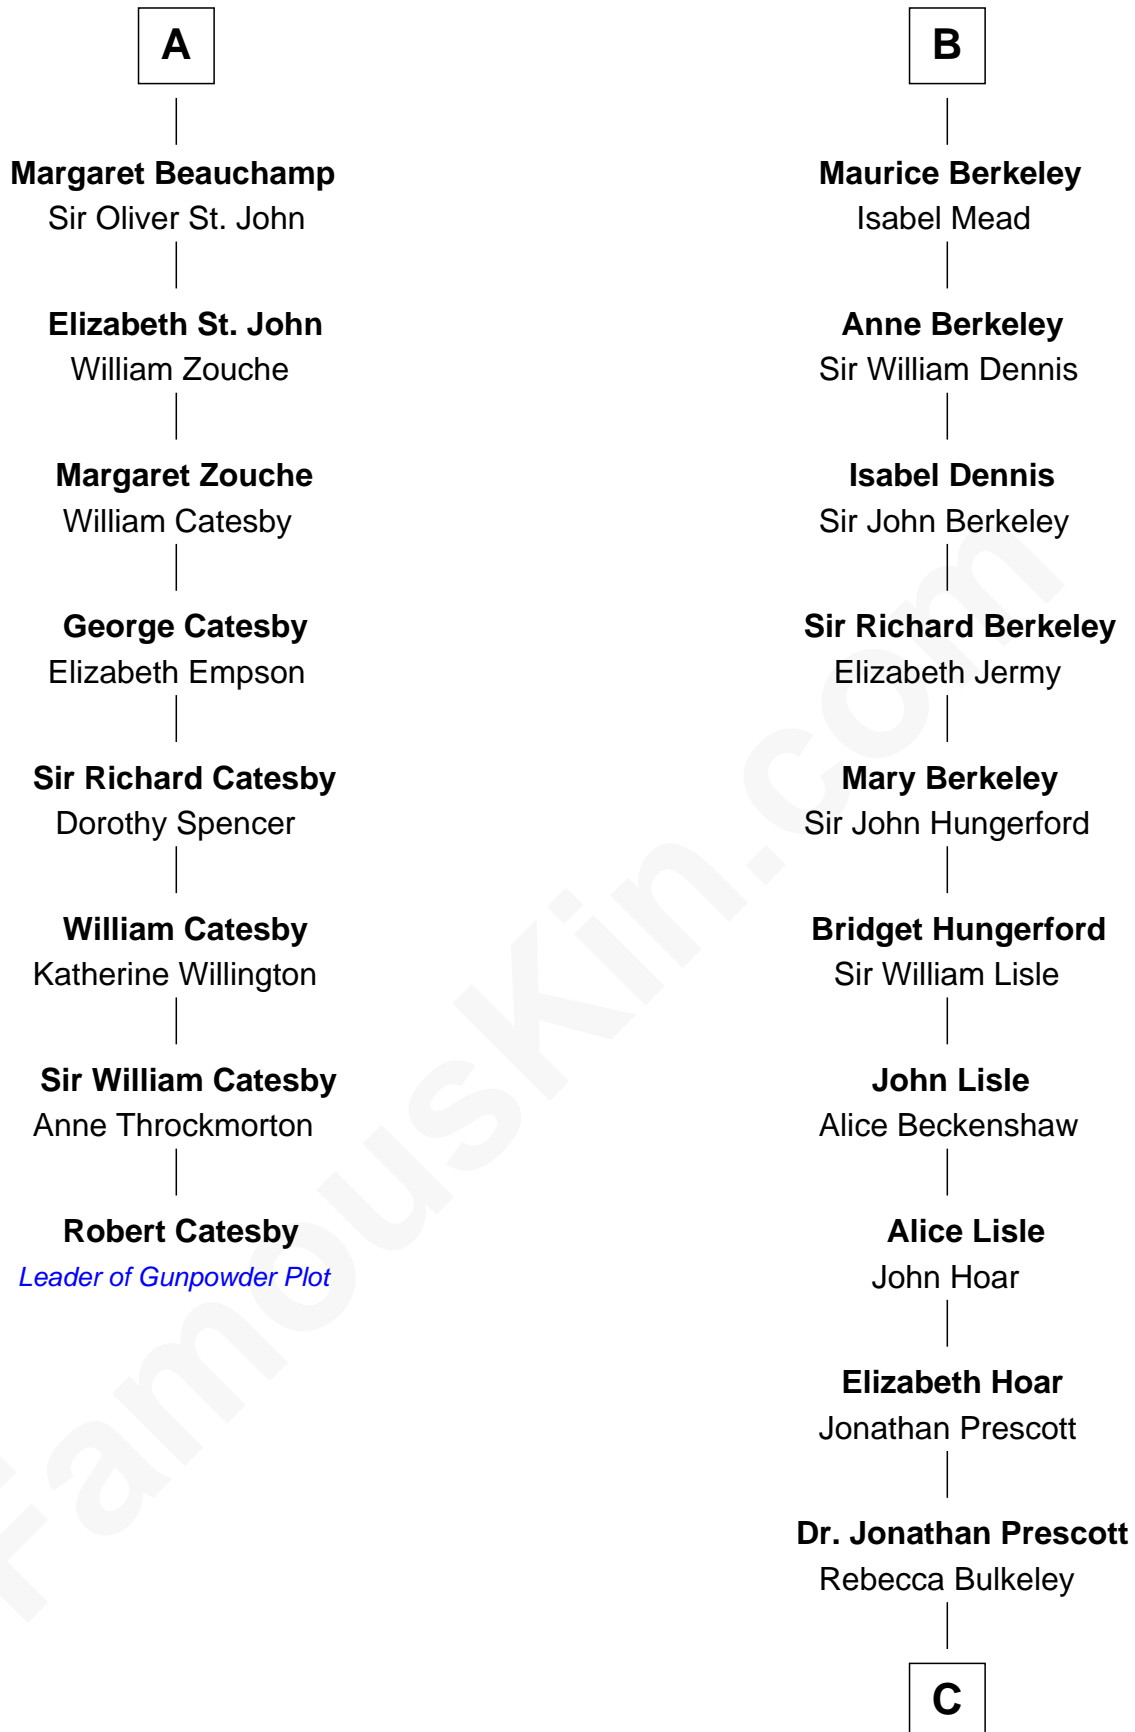 A
Margaret Beauchamp
Sir Oliver St. John
Elizabeth St. John
William Zouche
Margaret Zouche
William Catesby
George Catesby
Elizabeth Empson
Sir Richard Catesby
Dorothy Spencer
William Catesby
Katherine Willington
Sir William Catesby
Anne Throckmorton
Robert Catesby
Leader of Gunpowder Plot
B
Maurice Berkeley
Isabel Mead
Anne Berkeley
Sir William Dennis
Isabel Dennis
Sir John Berkeley
Sir Richard Berkeley
Elizabeth Jermy
Mary Berkeley
Sir John Hungerford
Bridget Hungerford
Sir William Lisle
John Lisle
Alice Beckenshaw
Alice Lisle
John Hoar
Elizabeth Hoar
Jonathan Prescott
Dr. Jonathan Prescott
Rebecca Bulkeley
C
FamousKin.com